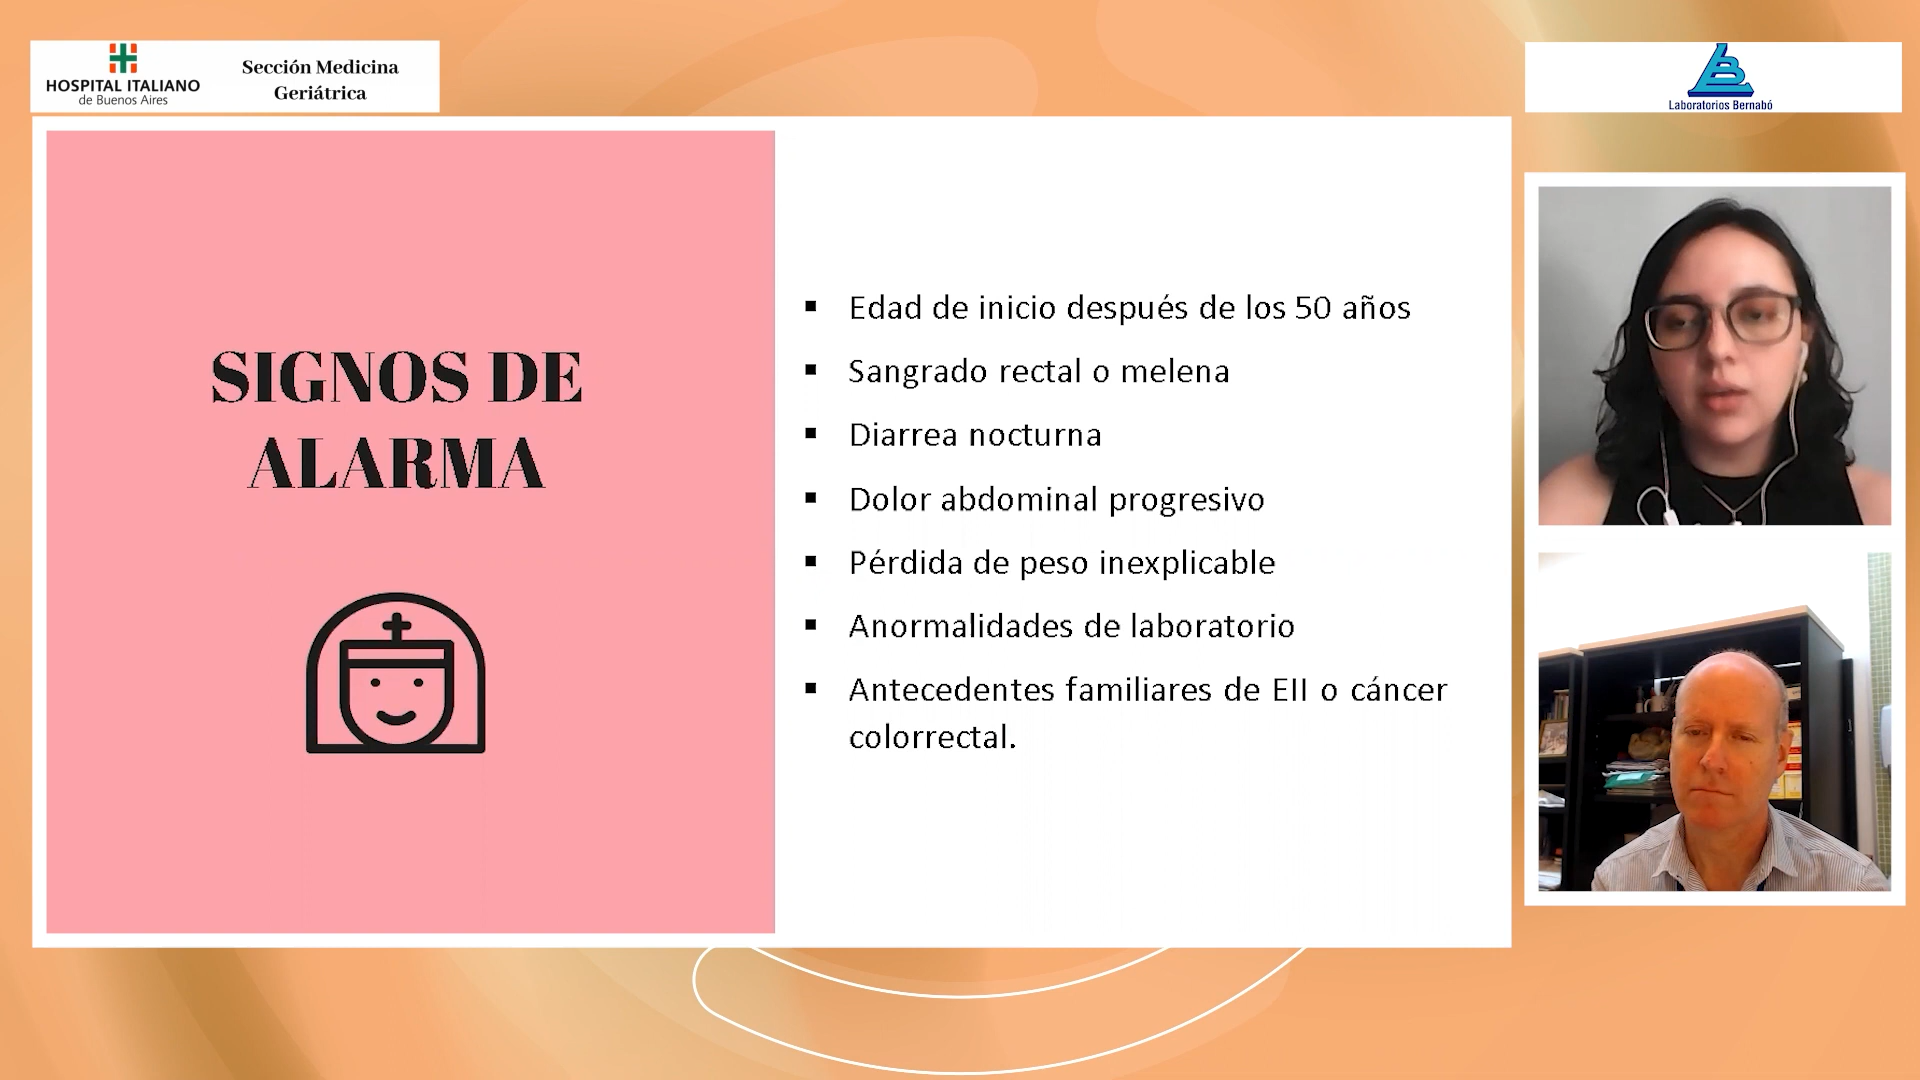 HOSPITAL ITALIANO
de Buenos Aires
Sección Medicina
Geriátrica
Laboratorios Bernabó
SIGNOS DE
ALARMA
▪ Edad de inicio después de los 50 años
▪ Sangrado rectal o melena
▪ Diarrea nocturna
▪ Dolor abdominal progresivo
▪ Pérdida de peso inexplicable
▪ Anormalidades de laboratorio
▪ Antecedentes familiares de EII o cáncer
colorrectal.